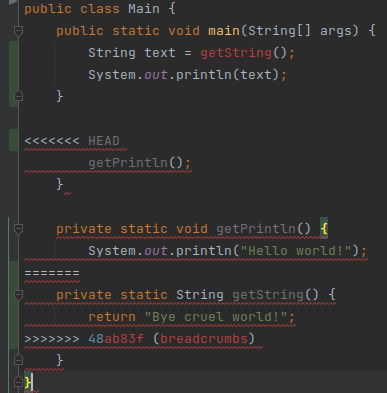 public class Main {
    public static void main(String[] args) {
        String text = getString();
        System.out.println(text);
    }

<<<<<<< HEAD
        getPrintln();
    }

    private static void getPrintln() {
        System.out.println("Hello world!");
=======
    private static String getString() {
        return "Bye cruel world!";
>>>>>>> 48ab83f (breadcrumbs)
    }
}